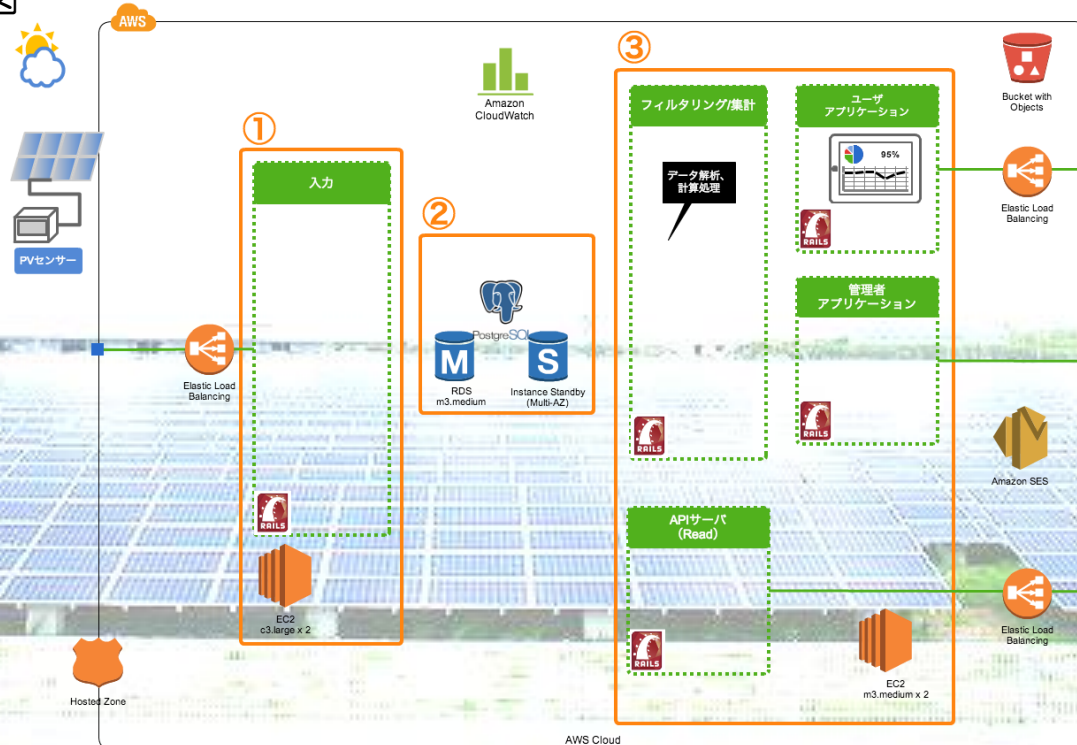 AWS
Amazon
CloudWatch
③
フィルタリング/集計
ユーザ
アプリケーション
Bucket with
Objects
①
入力
データ解析、
計算処理
95%
Elastic Load
Balancing
RAILS
②
PVセンサー
管理者
アプリケーション
PostgreSQL
M
S
RDS
m3.medium
Instance Standby
(Multi-AZ)
Elastic Load
Balancing
RAILS
RAILS
Amazon SES
RAILS
APIサーバ
（Read）
EC2
c3.large x 2
Elastic Load
Balancing
RAILS
EC2
m3.medium x 2
Hosted Zone
AWS Cloud